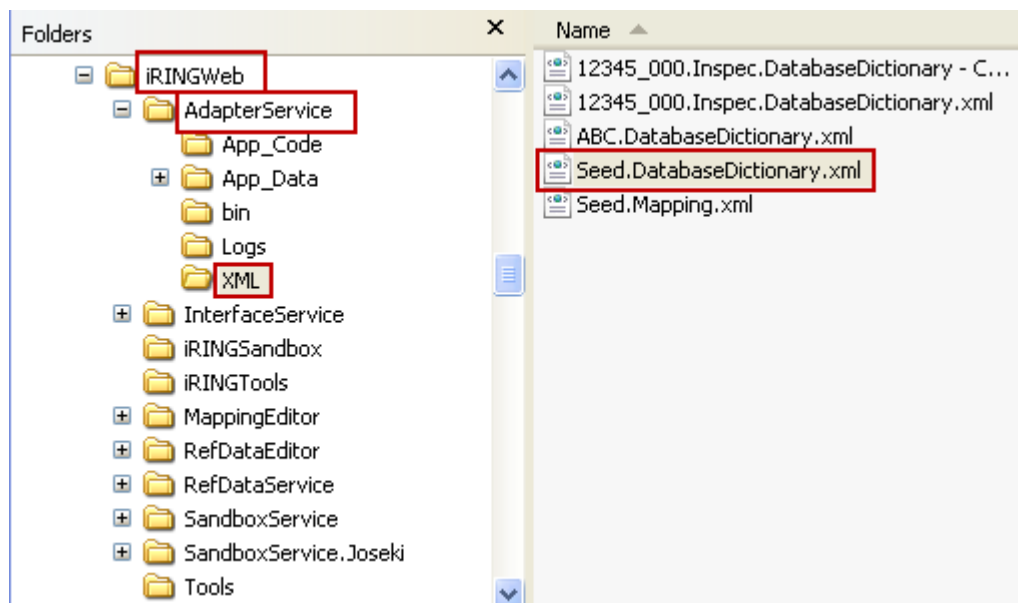 Folders
iRINGWeb
AdapterService
App_Code
App_Data
bin
Logs
XML
InterfaceService
iRINGSandbox
iRINGTools
MappingEditor
RefDataEditor
RefDataService
SandboxService
SandboxService.Joseki
Tools
Name
12345_000.Inspec.DatabaseDictionary - C...
12345_000.Inspec.DatabaseDictionary.xml
ABC.DatabaseDictionary.xml
Seed.DatabaseDictionary.xml
Seed.Mapping.xml